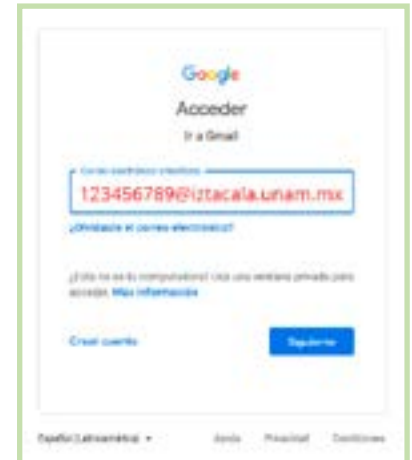 Google
Acceder
Ir a Gmail
Correo electrónico o teléfono
123456789@iztacala.unam.mx
¿Olvidaste el correo electrónico?
¿Esta no es tu computadora? Usa una ventana privada para
acceder. Más información
Crear cuenta
Siguiente
Español (Latinoamérica)
Ayuda
Privacidad
Condiciones